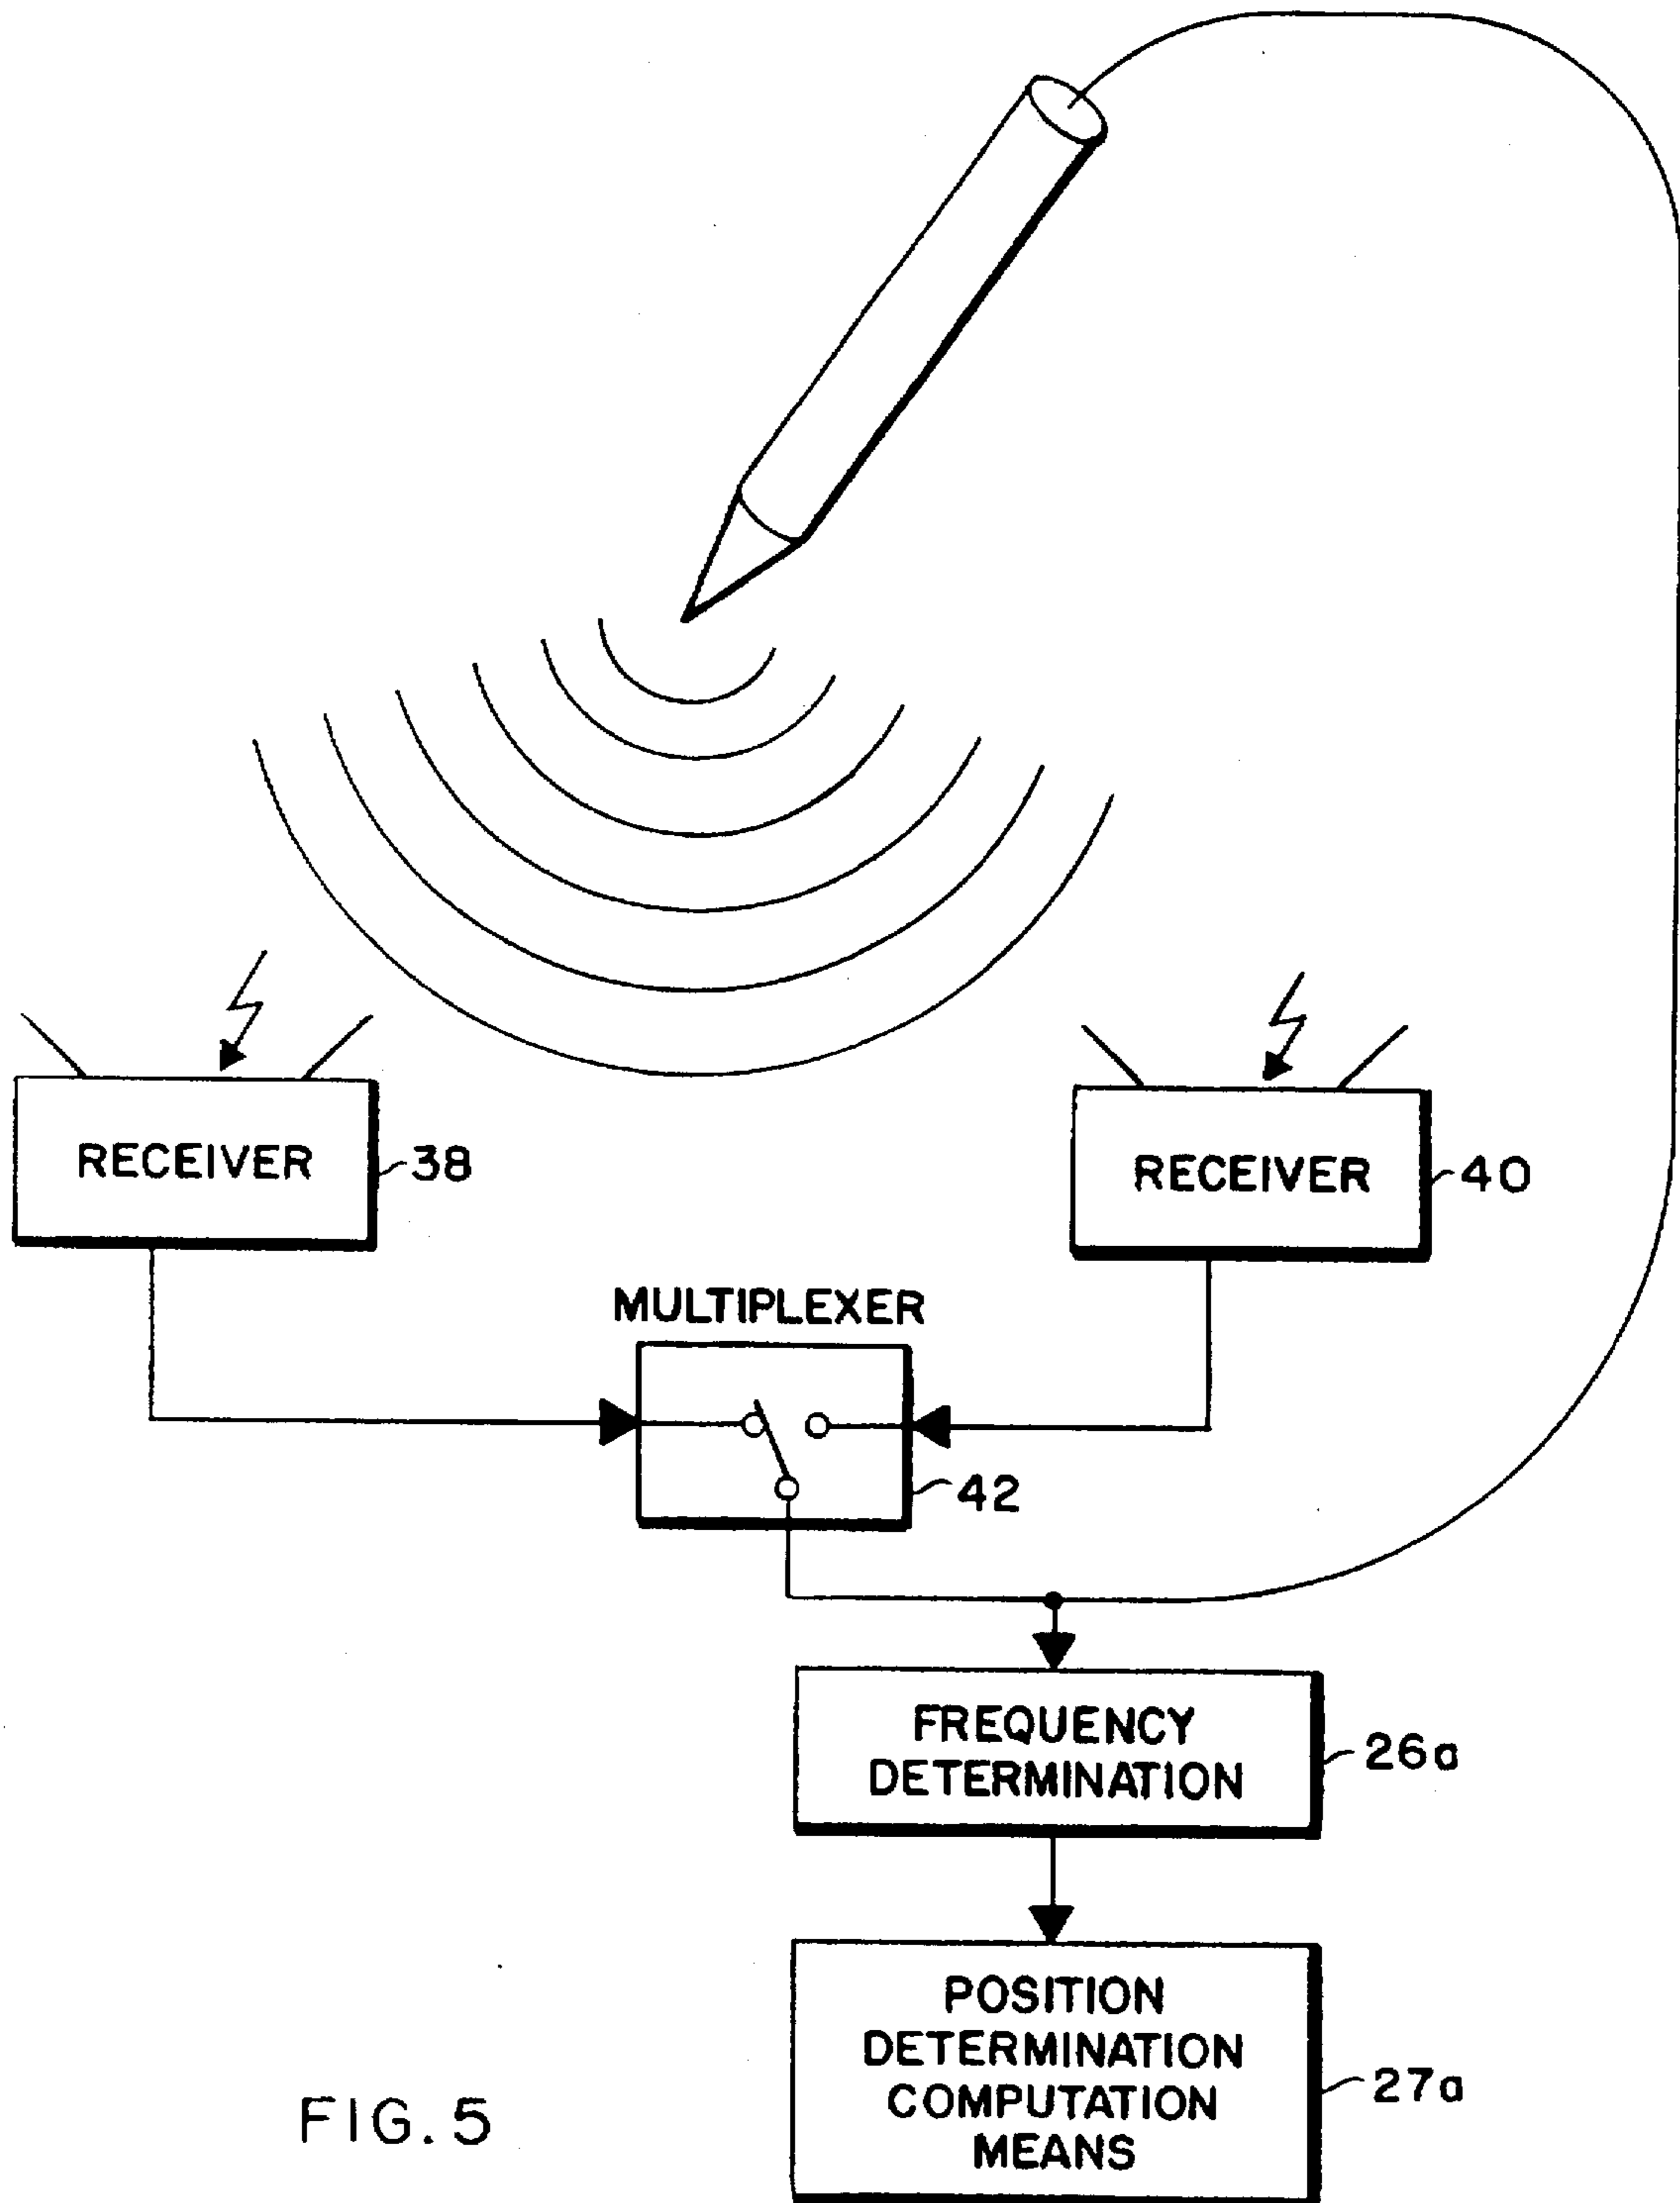 RECEIVER
38
RECEIVER
40
MULTIPLEXER
42
FREQUENCY
DETERMINATION
26a
POSITION
DETERMINATION
COMPUTATION
MEANS
27a
FIG. 5